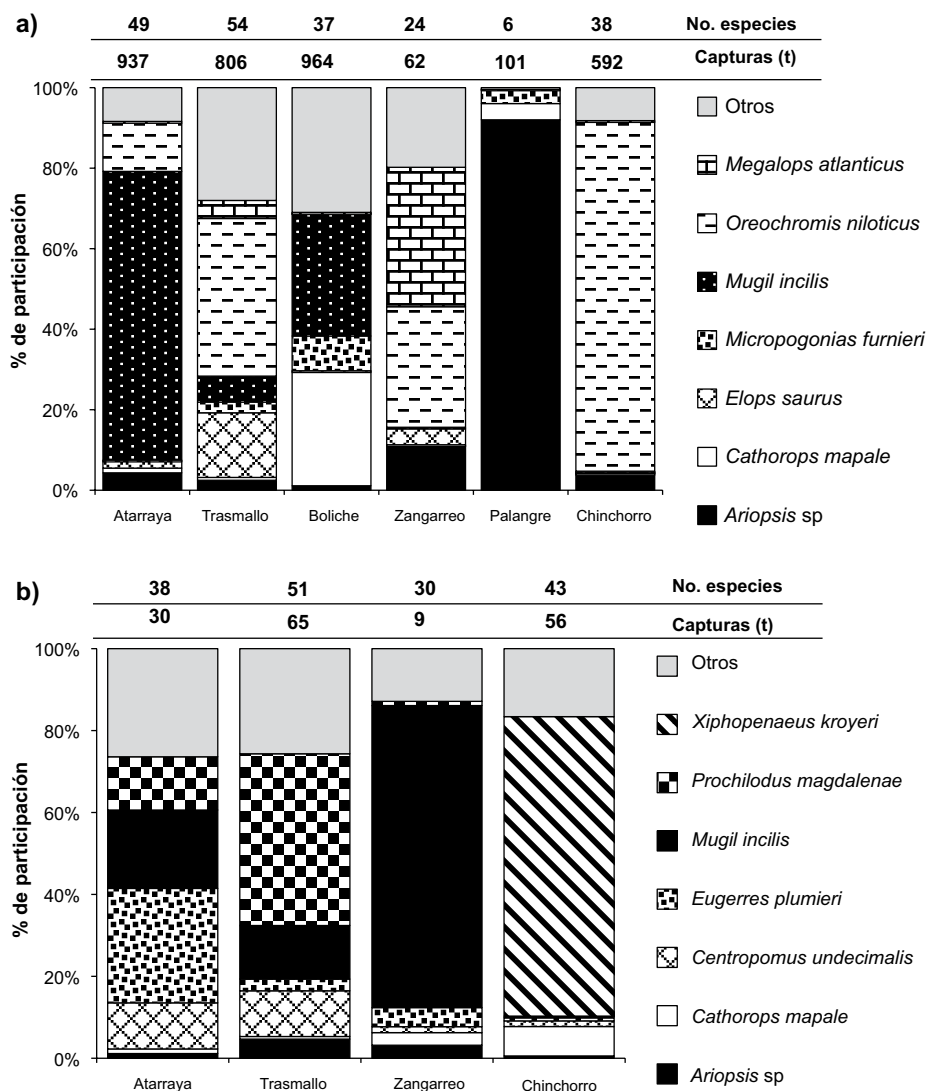 a)
49 54 37 24 6 38 No. especies
937 806 964 62 101 592 Capturas (t)
100%
80%
60%
40%
20%
0%
% de participación
Atarraya Trasmallo Boliche Zangarreo Palangre Chinchorro
Otros
Megalops atlanticus
Oreochromis niloticus
Mugil incilis
Micropogonias furnieri
Elops saurus
Cathorops mapale
Ariopsis sp
b)
38 51 30 43 No. especies
30 65 9 56 Capturas (t)
100%
80%
60%
40%
20%
0%
% de participación
Atarraya Trasmallo Zangarreo Chinchorro
Otros
Xiphopenaeus kroyeri
Prochilodus magdalenae
Mugil incilis
Eugerres plumieri
Centropomus undecimalis
Cathorops mapale
Ariopsis sp